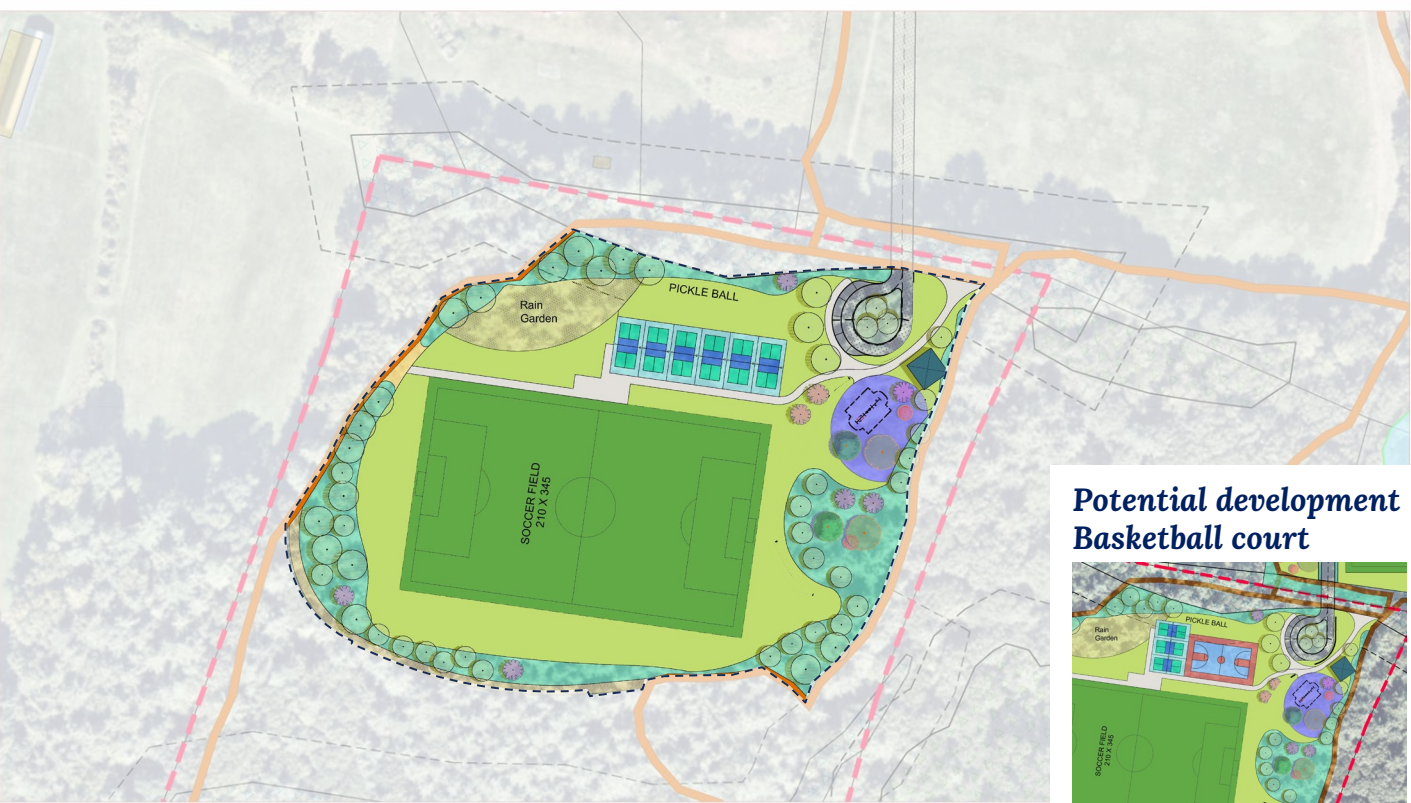 PICKLE BALL
Rain
Garden
SOCCER FIELD
210 X 345
Potential development
Basketball court
PICKLE BALL
Rain
Garden
SOCCER FIELD
210 X 345